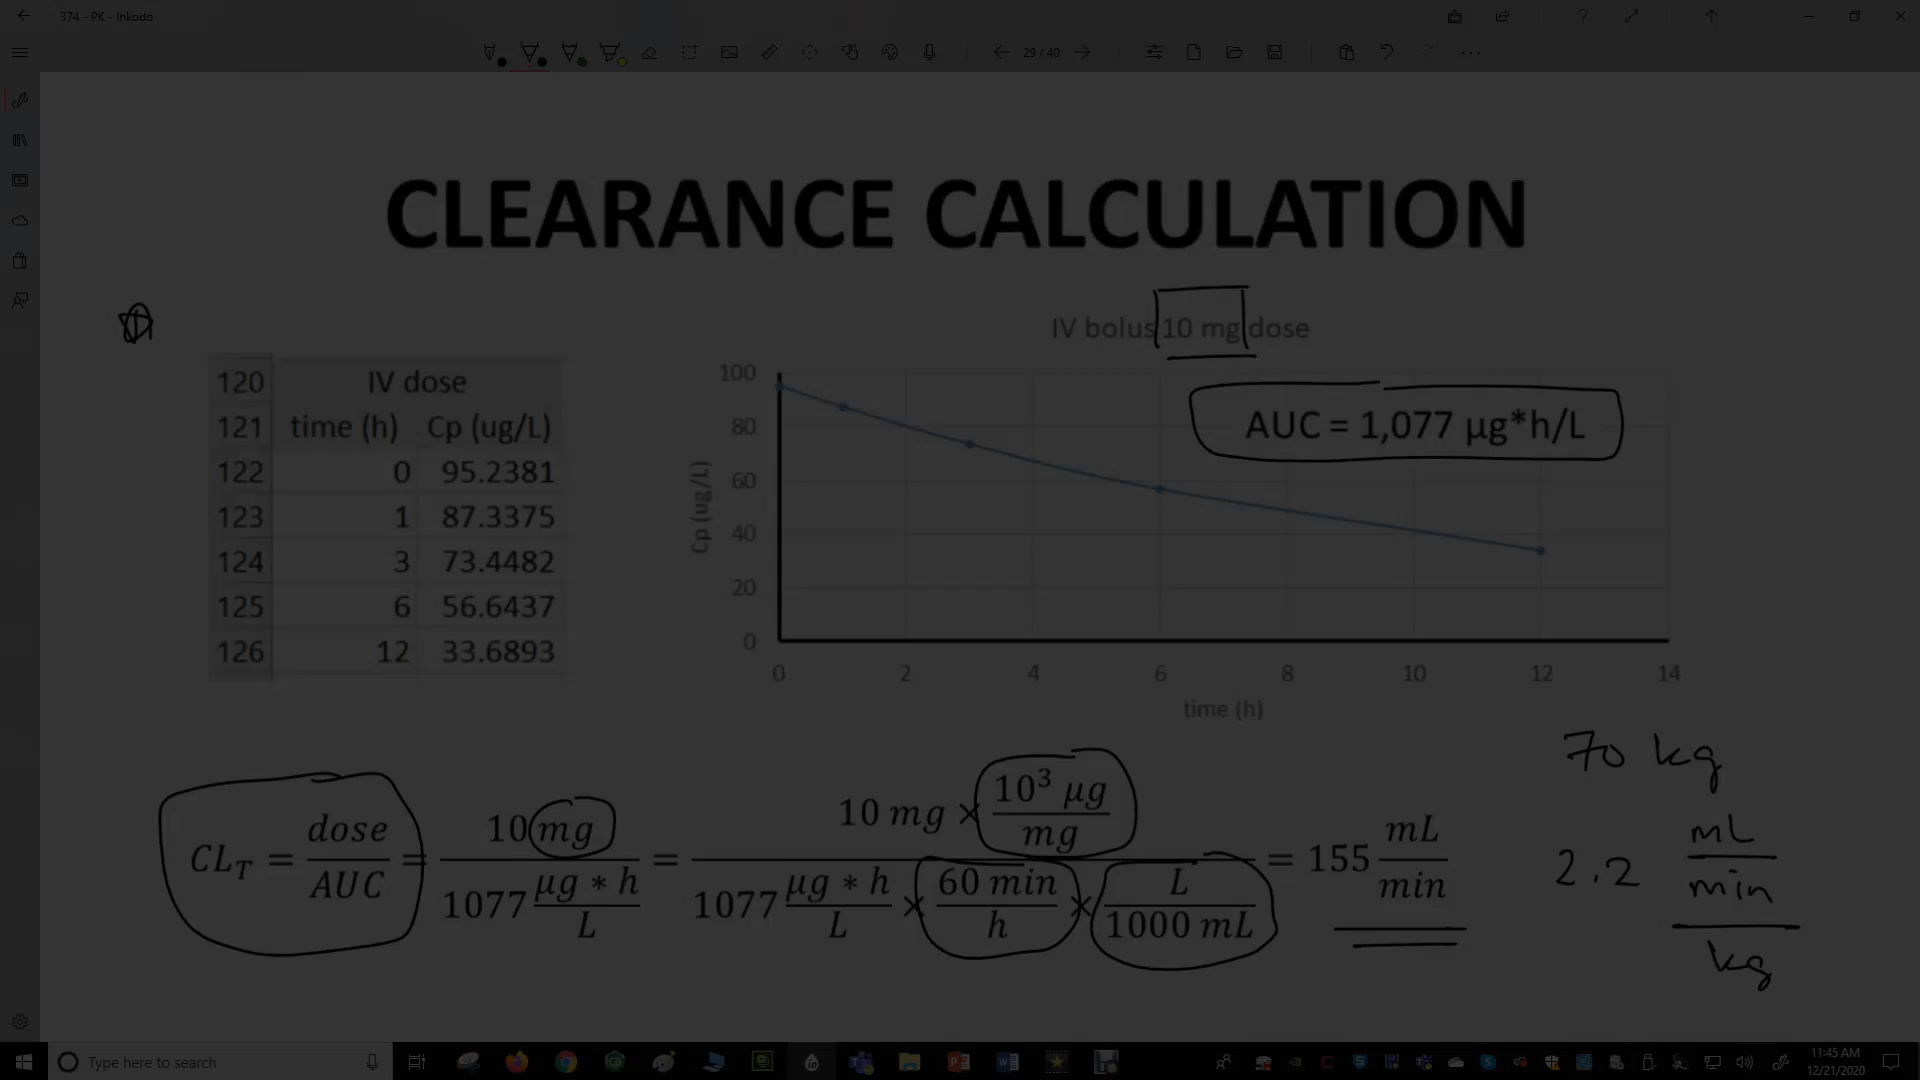 374 - PK - Inkodo
29 / 40
CLEARANCE CALCULATION
IV bolus 10 mg dose
120 IV dose
121 time (h) Cp (ug/L)
122 0 95.2381
123 1 87.3375
124 3 73.4482
125 6 56.6437
126 12 33.6893
AUC = 1,077 µg*h/L
100
80
60
40
20
0
Cp (ug/L)
0 2 4 6 8 10 12 14
time (h)
70 kg
CL_T = dose/AUC = 10 mg / 1077 µg * h/L = 10 mg × 10³ µg/mg / 1077 µg * h/L × 60 min/h × L/1000 mL = 155 mL/min
2.2 mL/min/kg
Type here to search
11:45 AM
12/21/2020